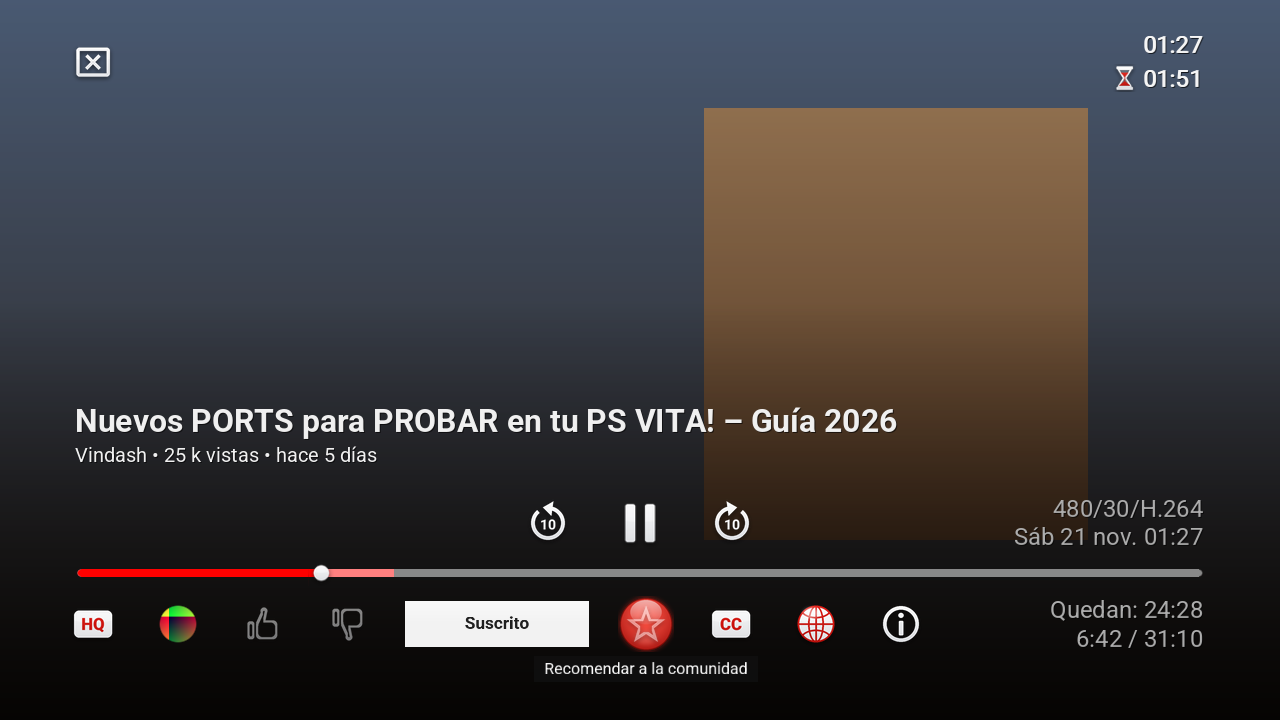 01:27
01:51
Nuevos PORTS para PROBAR en tu PS VITA! – Guía 2026
Vindash • 25 k vistas • hace 5 días
10
10
480/30/H.264
Sáb 21 nov. 01:27
HQ
Suscrito
CC
Quedan: 24:28
6:42 / 31:10
Recomendar a la comunidad